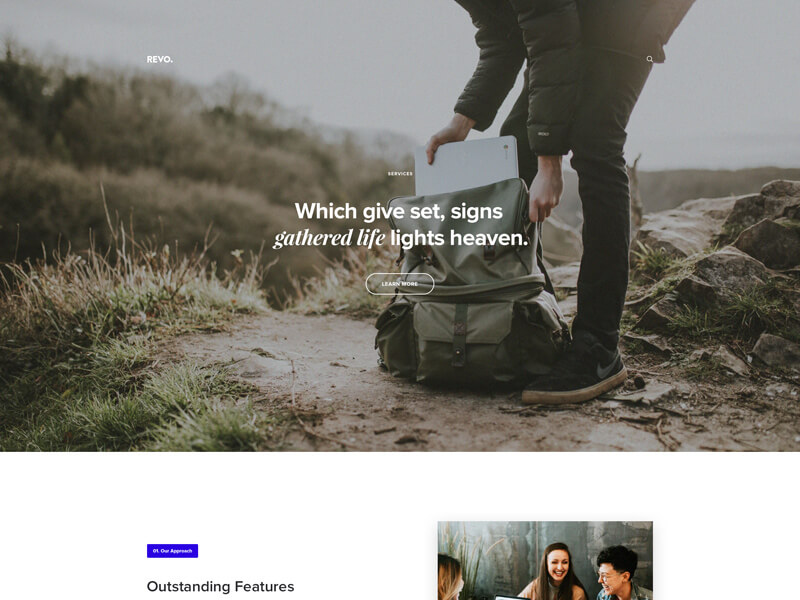 REVO.
SERVICES
Which give set, signs
gathered life lights heaven.
LEARN MORE
01. Our Approach
Outstanding Features